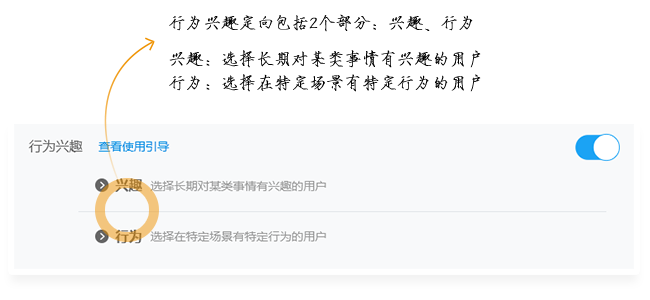 行为兴趣定向包括2个部分：兴趣、行为
兴趣：选择长期对某类事情有兴趣的用户
行为：选择在特定场景有特定行为的用户
行为兴趣 查看使用引导
兴趣 选择长期对某类事情有兴趣的用户
行为 选择在特定场景有特定行为的用户